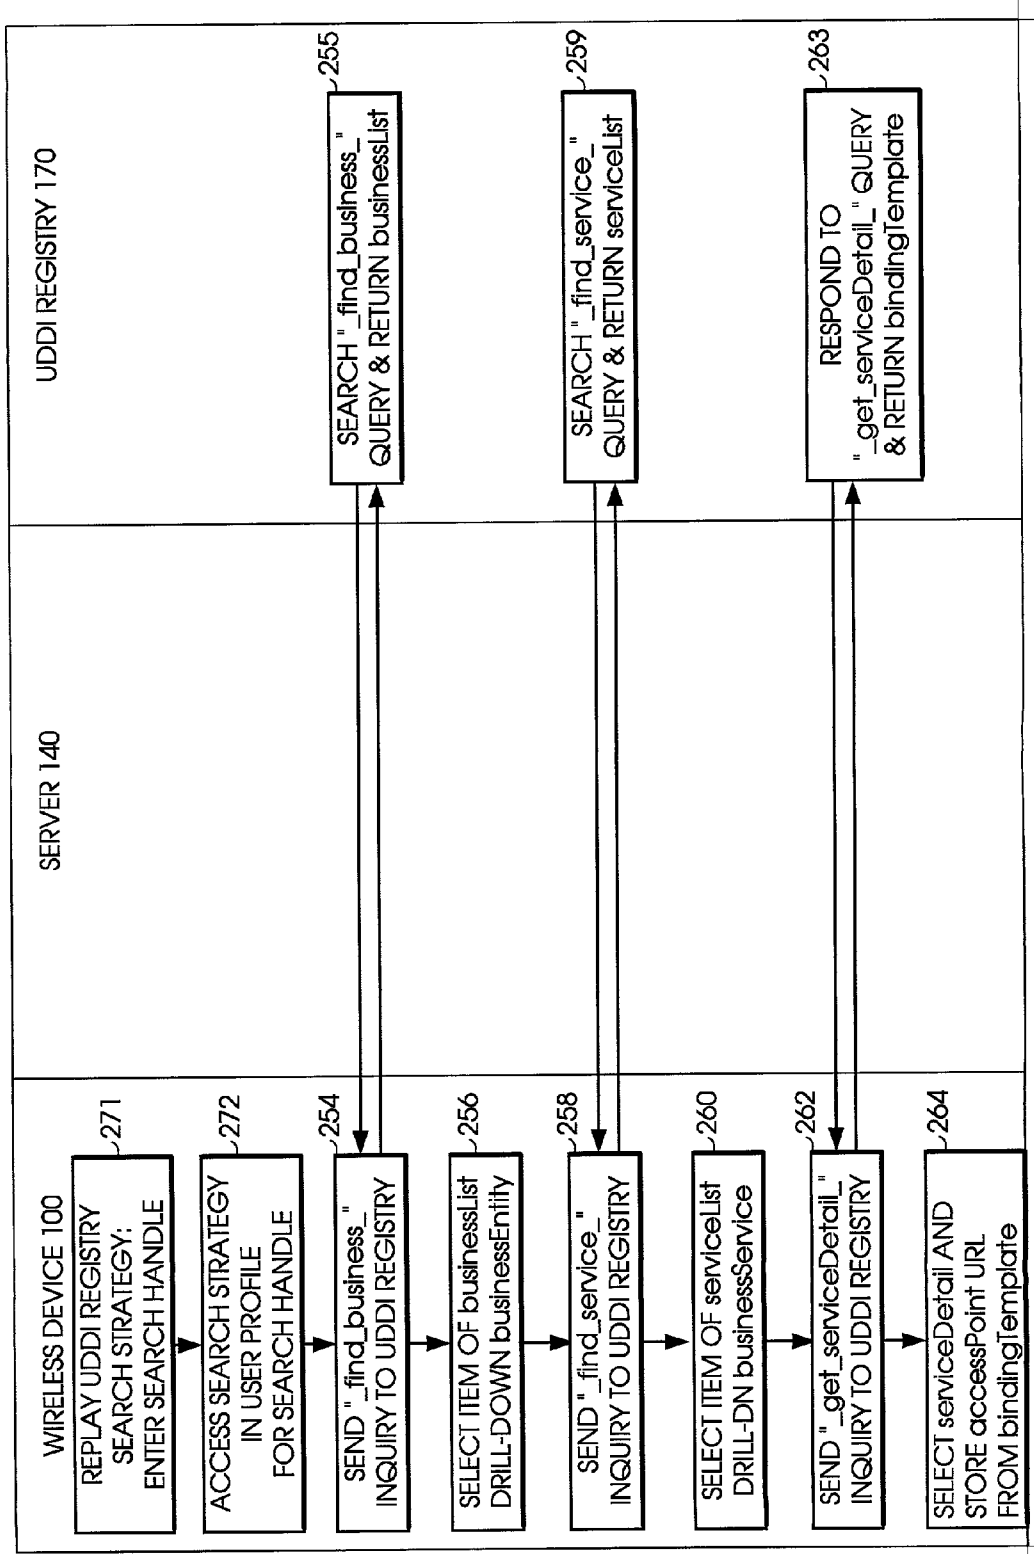 WIRELESS DEVICE 100
SERVER 140
UDDI REGISTRY 170
271
REPLAY UDDI REGISTRY
SEARCH STRATEGY:
ENTER SEARCH HANDLE
272
ACCESS SEARCH STRATEGY
IN USER PROFILE
FOR SEARCH HANDLE
254
SEND "_find_business_"
INQUIRY TO UDDI REGISTRY
255
SEARCH "_find_business_"
QUERY & RETURN businessList
256
SELECT ITEM OF businessList
DRILL-DOWN businessEntity
258
SEND "_find_service_"
INQUIRY TO UDDI REGISTRY
259
SEARCH "_find_service_"
QUERY & RETURN serviceList
260
SELECT ITEM OF serviceList
DRILL-DN businessService
262
SEND "_get_serviceDetail_"
INQUIRY TO UDDI REGISTRY
263
RESPOND TO
"_get_serviceDetail_" QUERY
& RETURN bindingTemplate
264
SELECT serviceDetail AND
STORE accessPoint URL
FROM bindingTemplate